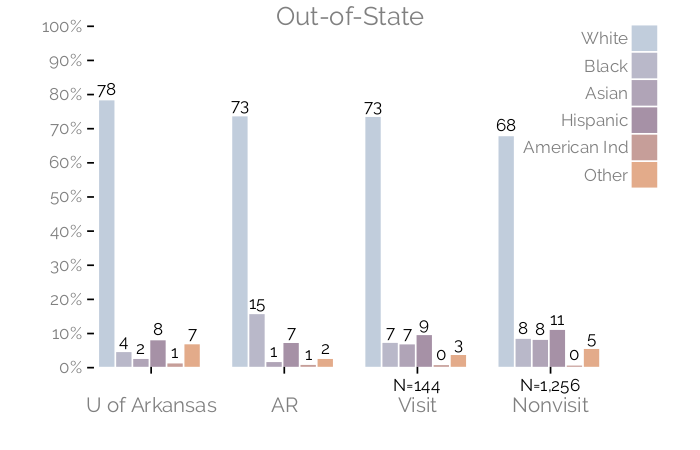 Out-of-State
100%
90%
80%
70%
60%
50%
40%
30%
20%
10%
0%
White
Black
Asian
Hispanic
American Ind
Other
78 4 2 8 1 7
73 15 1 7 1 2
73 7 7 9 0 3
68 8 8 11 0 5
N=144 N=1,256
U of Arkansas AR Visit Nonvisit